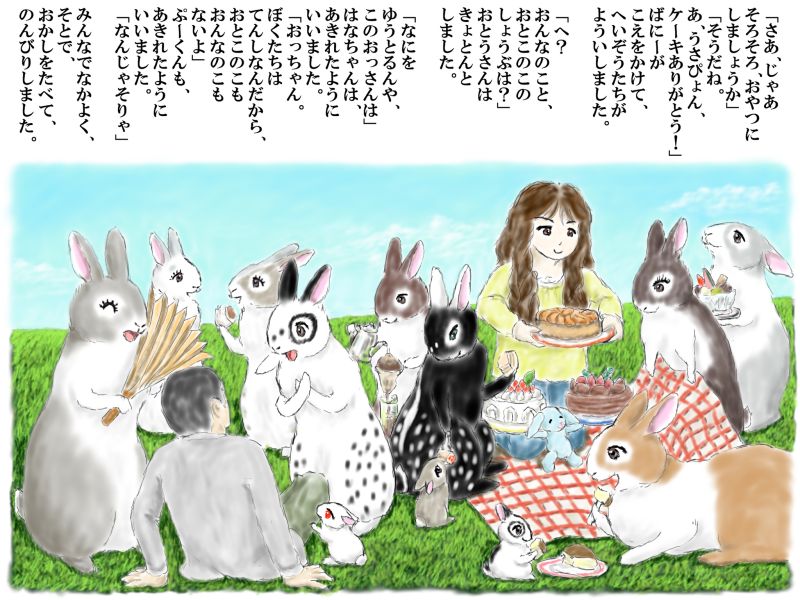 「さあ、じゃあ
そろそろ、おやつに
しましょうか」
「そうだね。
あ、うさぴょん、
ケーキありがとう！」
ばにーが
こえをかけて、
へいぞうたちが
よういしました。
「へ？
おんなのこと、
おとこのこの
しょうぶは？」
おとうさんは
きょとんと
しました。
「なにを
ゆうとるんや、
このおっさんは」
はなちゃんは、
あきれたように
いいました。
「おっちゃん。
ぼくたちは
てんしなんだから、
おとこのこも
おんなのこも
ないよ」
ぷーくんも、
あきれたように
いいました。
「なんじゃそりゃ」
みんなでなかよく、
そとで、
おかしをたべて、
のんびりしました。